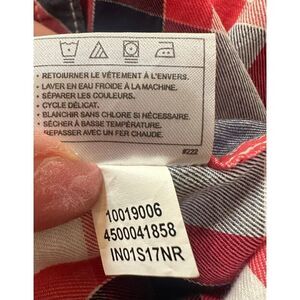 • RETOURNER LE VÊTEMENT À L'ENVERS.
• LAVER EN EAU FROIDE À LA MACHINE.
• SÉPARER LES COULEURS.
• CYCLE DÉLICAT.
• BLANCHIR SANS CHLORE SI NÉCESSAIRE.
• SÉCHER À BASSE TEMPÉRATURE.
REPASSER AVEC UN FER CHAUDE.
#222
10019006
4500041858
IN01S17NR